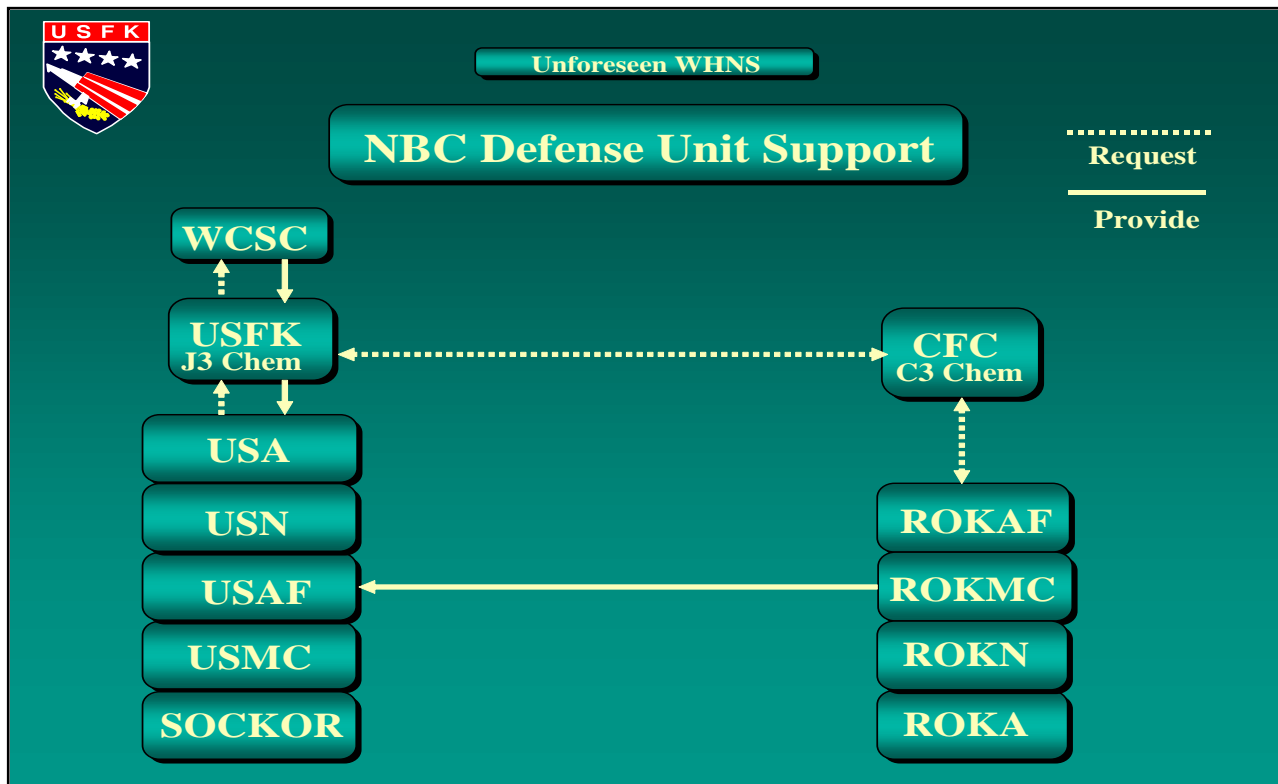 USFK
Unforeseen WHNS
NBC Defense Unit Support
Request
Provide
WCSC
USFK
J3 Chem
CFC
C3 Chem
USA
USN
USAF
USMC
SOCKOR
ROKAF
ROKMC
ROKN
ROKA